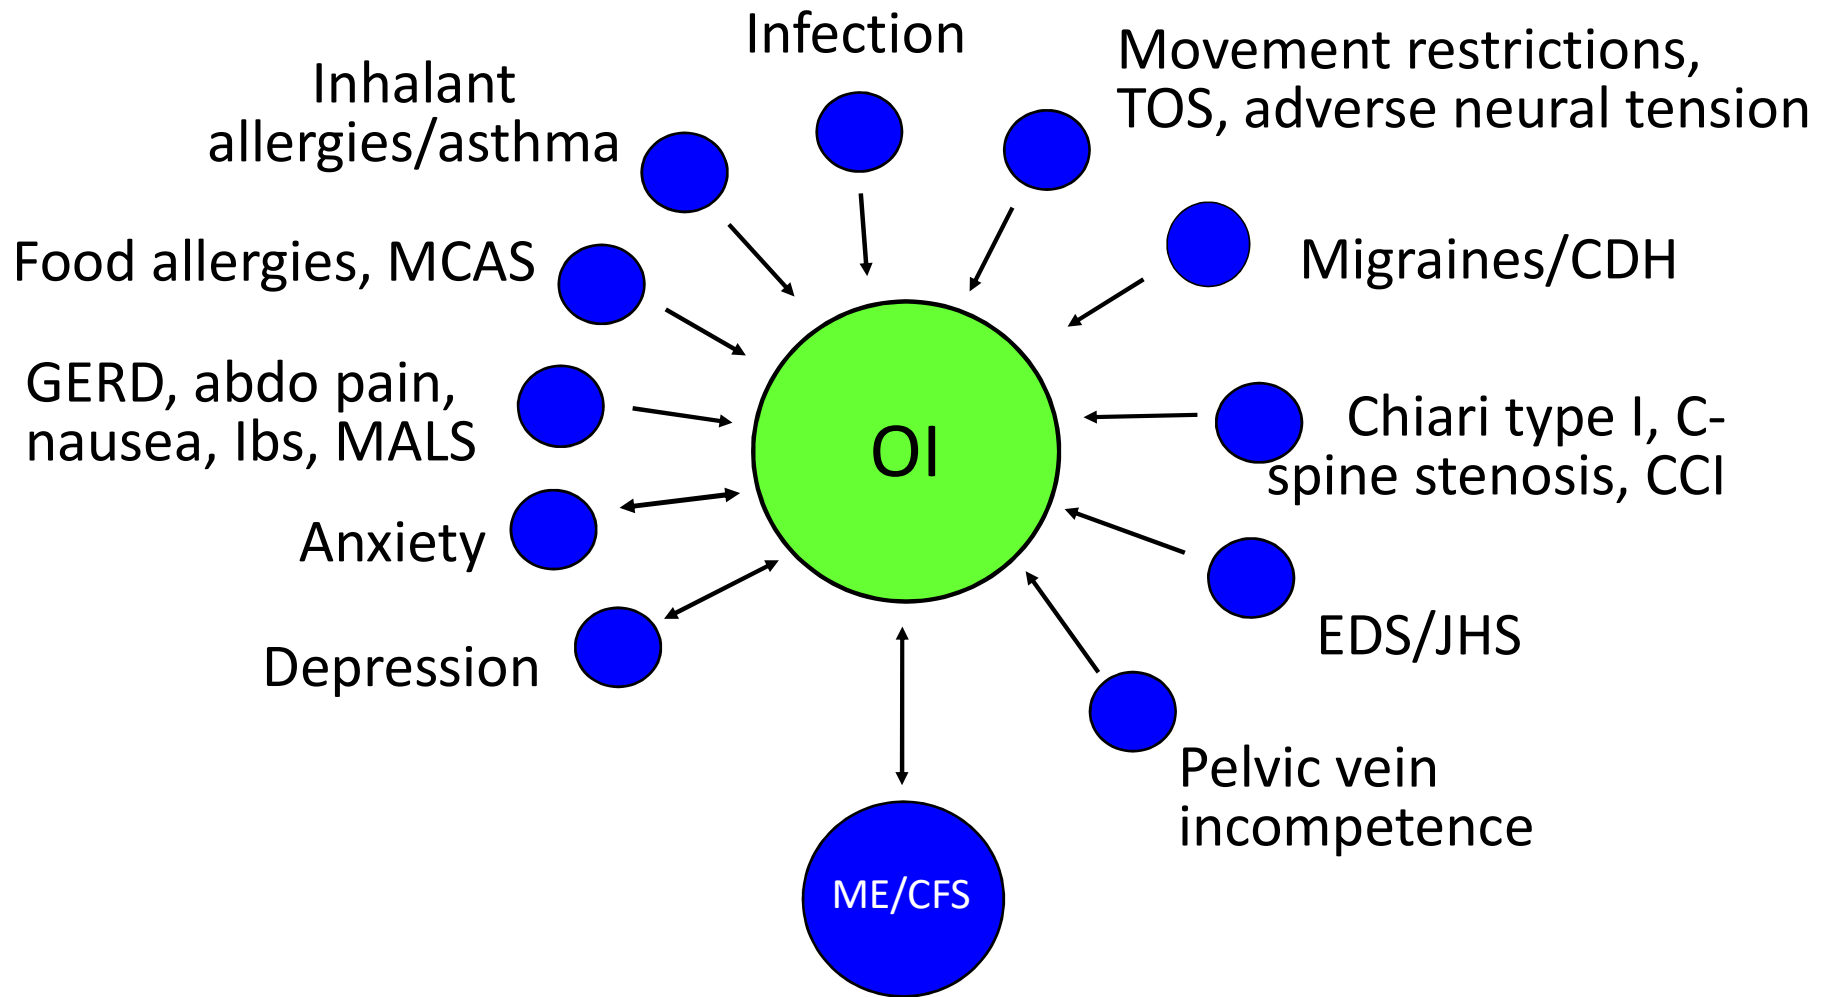 Infection
Movement restrictions,
TOS, adverse neural tension
Inhalant
allergies/asthma
Food allergies, MCAS
Migraines/CDH
GERD, abdo pain,
nausea, Ibs, MALS
OI
Chiari type I, C-
spine stenosis, CCI
Anxiety
EDS/JHS
Depression
Pelvic vein
incompetence
ME/CFS